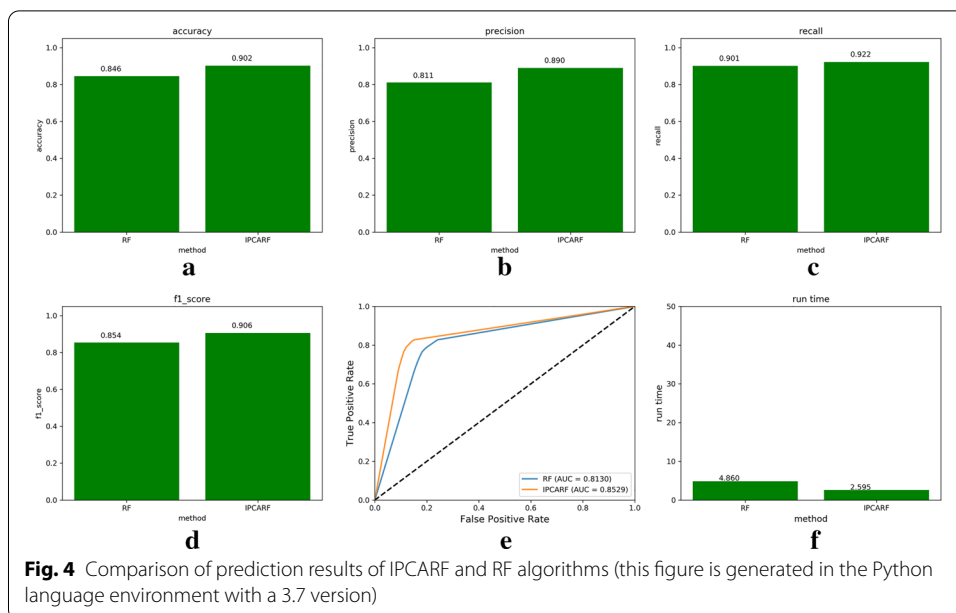 accuracy
1.0
0.8
0.6
0.4
0.2
0.0
accuracy
0.846
0.902
RF
IPCARF
method
a
precision
1.0
0.8
0.6
0.4
0.2
0.0
precision
0.811
0.890
RF
IPCARF
method
b
recall
1.0
0.8
0.6
0.4
0.2
0.0
recall
0.901
0.922
RF
IPCARF
method
c
f1_score
1.0
0.8
0.6
0.4
0.2
0.0
f1_score
0.854
0.906
RF
IPCARF
method
d
1.0
0.8
0.6
0.4
0.2
0.0
True Positive Rate
RF (AUC = 0.8130)
IPCARF (AUC = 0.8529)
0.0 0.2 0.4 0.6 0.8 1.0
False Positive Rate
e
run time
50
40
30
20
10
0
run time
4.860
2.595
RF
IPCARF
method
f
Fig. 4 Comparison of prediction results of IPCARF and RF algorithms (this figure is generated in the Python
language environment with a 3.7 version)